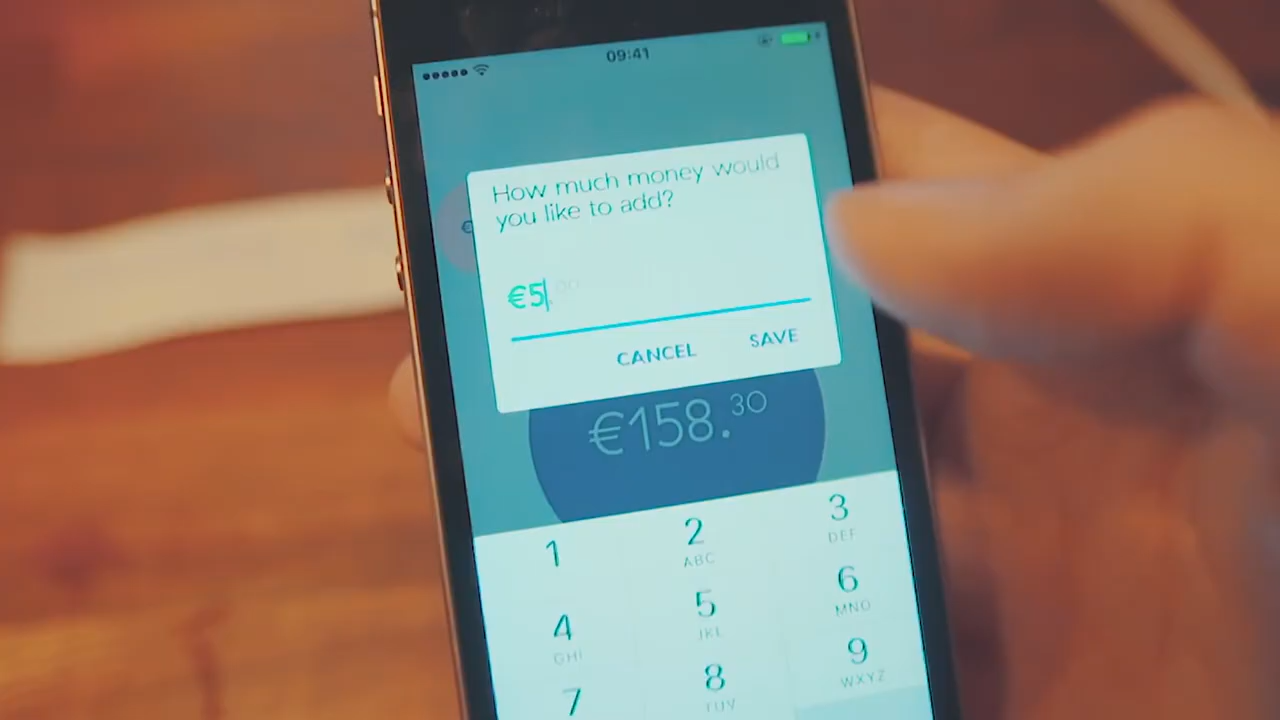 09:41
How much money would
you like to add?
€
€5.00
CANCEL SAVE
€158.30
1 2 3
ABC DEF
4 5 6
GHI JKL MNO
7 8 9
TUV WXYZ